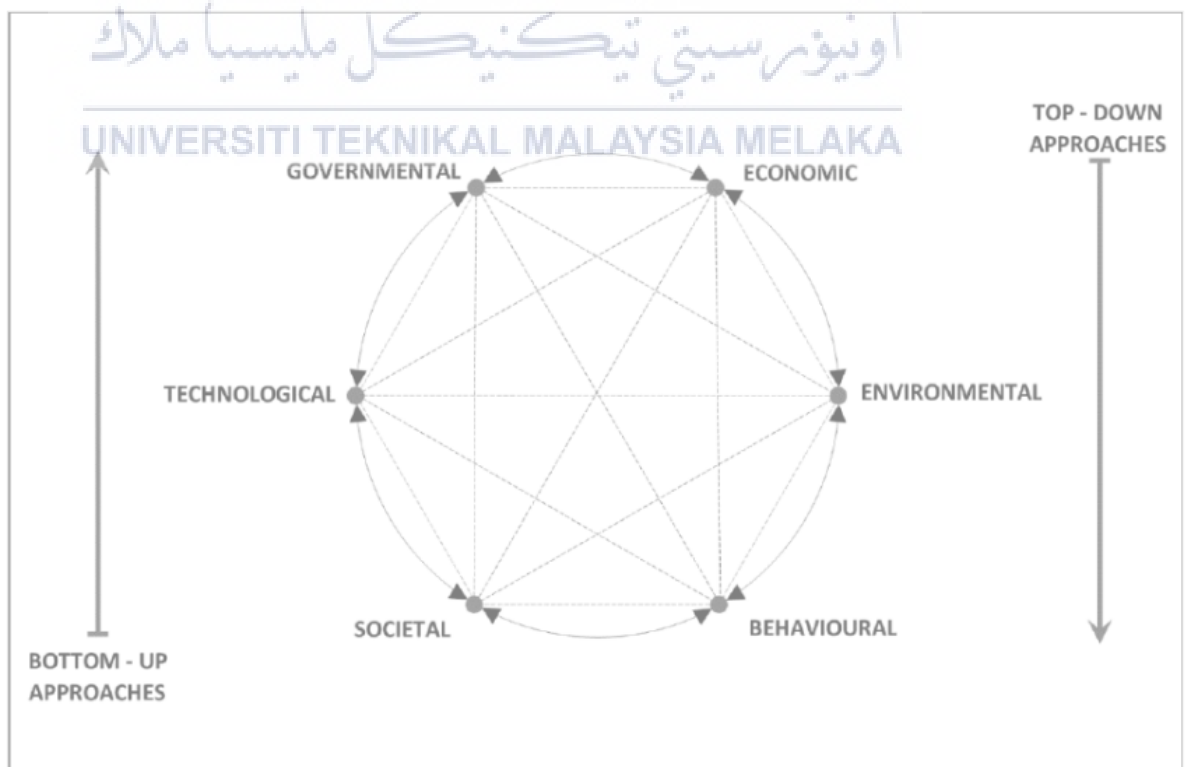 اونيۏرسيتي تيكنيكل مليسيا ملاك
UNIVERSITI TEKNIKAL MALAYSIA MELAKA
TOP - DOWN
APPROACHES
GOVERNMENTAL
ECONOMIC
TECHNOLOGICAL
ENVIRONMENTAL
SOCIETAL
BEHAVIOURAL
BOTTOM - UP
APPROACHES